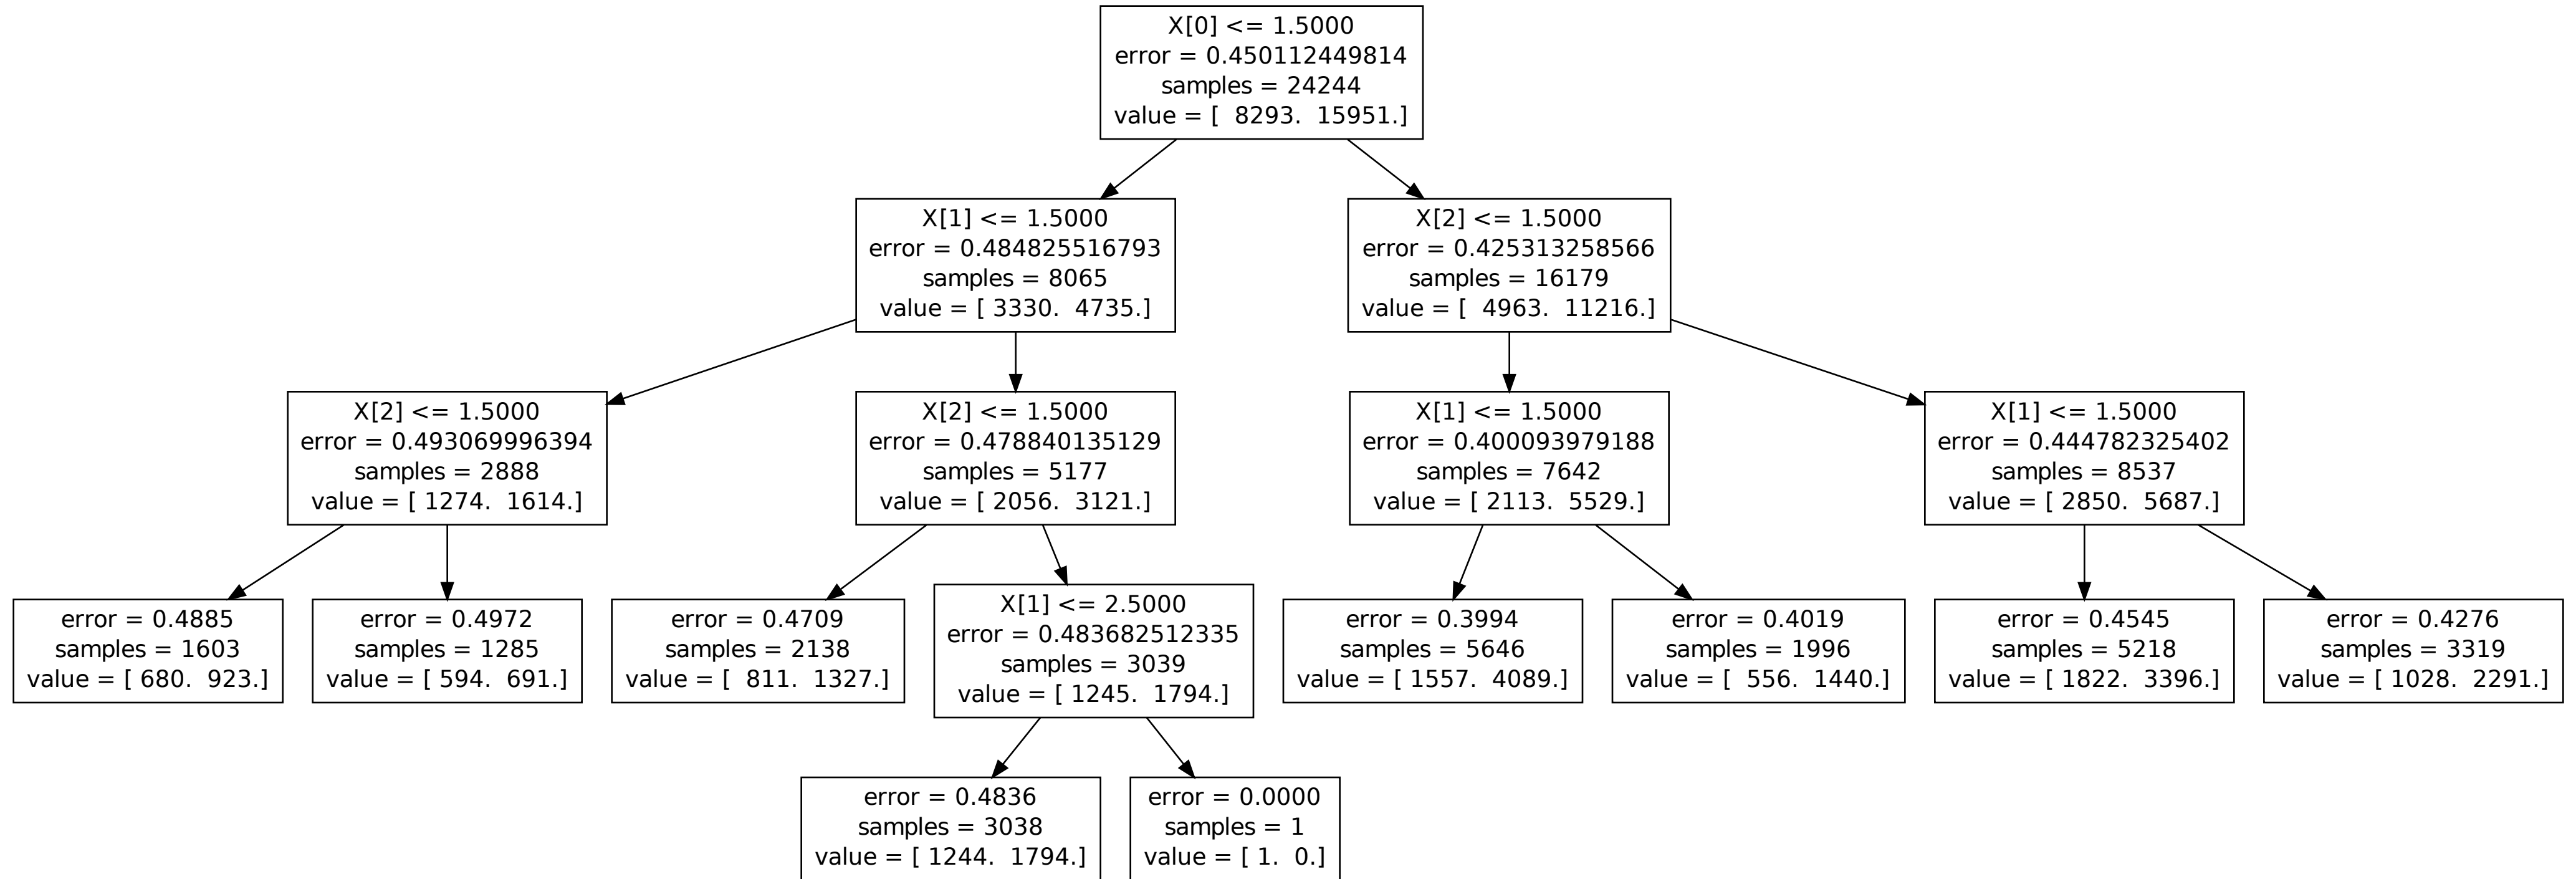 X[0] <= 1.5000
error = 0.450112449814
samples = 24244
value = [  8293.  15951.]
X[1] <= 1.5000
error = 0.484825516793
samples = 8065
value = [ 3330.  4735.]
X[2] <= 1.5000
error = 0.425313258566
samples = 16179
value = [  4963.  11216.]
X[2] <= 1.5000
error = 0.493069996394
samples = 2888
value = [ 1274.  1614.]
X[2] <= 1.5000
error = 0.478840135129
samples = 5177
value = [ 2056.  3121.]
X[1] <= 1.5000
error = 0.400093979188
samples = 7642
value = [ 2113.  5529.]
X[1] <= 1.5000
error = 0.444782325402
samples = 8537
value = [ 2850.  5687.]
error = 0.4885
samples = 1603
value = [ 680.  923.]
error = 0.4972
samples = 1285
value = [ 594.  691.]
error = 0.4709
samples = 2138
value = [  811.  1327.]
X[1] <= 2.5000
error = 0.483682512335
samples = 3039
value = [ 1245.  1794.]
error = 0.3994
samples = 5646
value = [ 1557.  4089.]
error = 0.4019
samples = 1996
value = [  556.  1440.]
error = 0.4545
samples = 5218
value = [ 1822.  3396.]
error = 0.4276
samples = 3319
value = [ 1028.  2291.]
error = 0.4836
samples = 3038
value = [ 1244.  1794.]
error = 0.0000
samples = 1
value = [ 1.  0.]